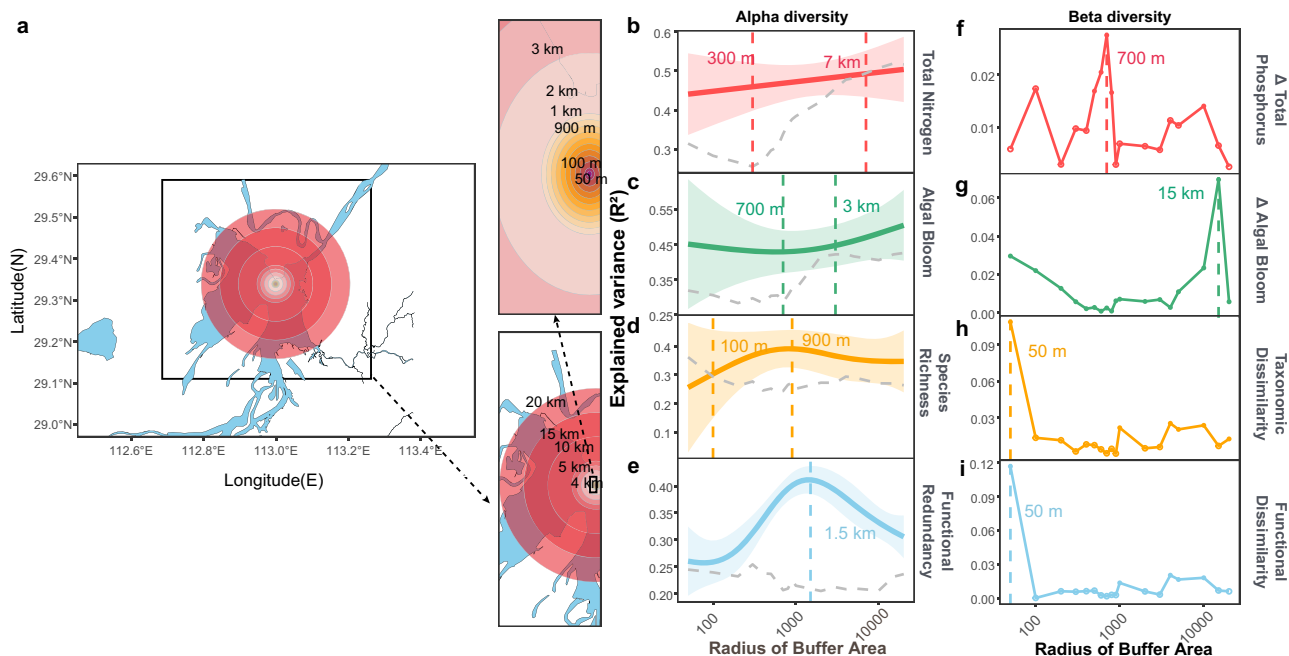 a
29.6°N
29.5°N
29.4°N
29.3°N
29.2°N
29.1°N
29.0°N
Latitude(N)
112.6°E
112.8°E
113.0°E
113.2°E
113.4°E
Longitude(E)
3 km
2 km
1 km
900 m
100 m
50 m
20 km
15 km
10 km
5 km
4 km
Explained variance (R²)
Alpha diversity
b
0.6
0.5
0.4
0.3
300 m
7 km
Total Nitrogen
c
0.55
0.45
0.35
0.25
700 m
3 km
Algal
Bloom
d
0.4
0.3
0.2
0.1
100 m
900 m
Species
Richness
e
0.40
0.35
0.30
0.25
0.20
1.5 km
Functional
Redundancy
100
1000
10000
Radius of Buffer Area
Beta diversity
f
0.02
0.01
700 m
Δ Total
Phosphorus
g
0.06
0.04
0.02
0.00
15 km
Δ Algal Bloom
h
0.09
0.06
0.03
50 m
Taxonomic
Dissimilarity
i
0.12
0.09
0.06
0.03
0.00
50 m
Functional
Dissimilarity
100
1000
10000
Radius of Buffer Area